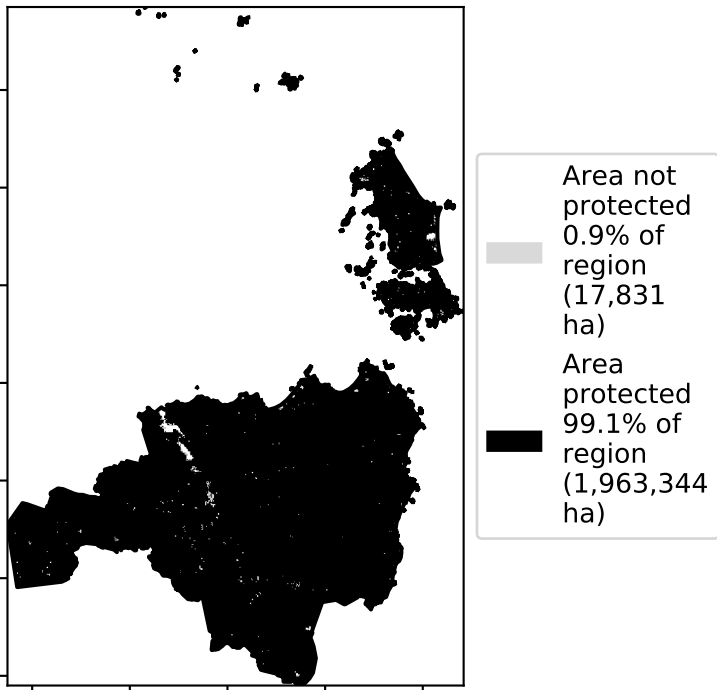 Area not
protected
0.9% of
region
(17,831
ha)
Area
protected
99.1% of
region
(1,963,344
ha)